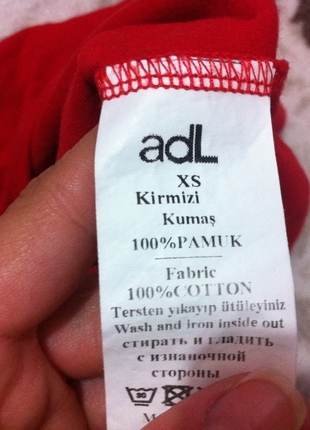 adL
XS
Kirmizi
Kumaş
100%PAMUK
Fabric
100%COTTON
Tersten yıkayıp ütüleyiniz
Wash and iron inside out
стирать и гладить
с изнаночной
стороны
30